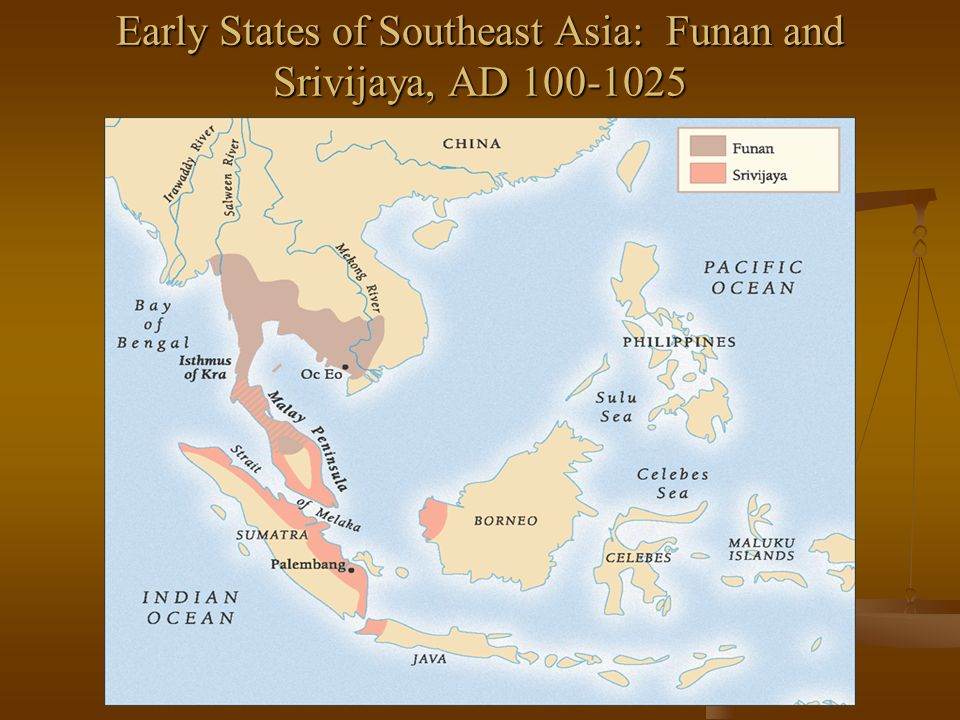 Early States of Southeast Asia: Funan and
Srivijaya, AD 100-1025
CHINA
Funan
Srivijaya
Irawaddy River
Salween River
Mekong River
PACIFIC
OCEAN
Bay
of
Bengal
PHILIPPINES
Isthmus
of Kra
Oc Eo
Malay Peninsula
Sulu
Sea
Strait
of Melaka
Celebes
Sea
SUMATRA
BORNEO
Palembang
CELEBES
MALUKU
ISLANDS
INDIAN
OCEAN
JAVA